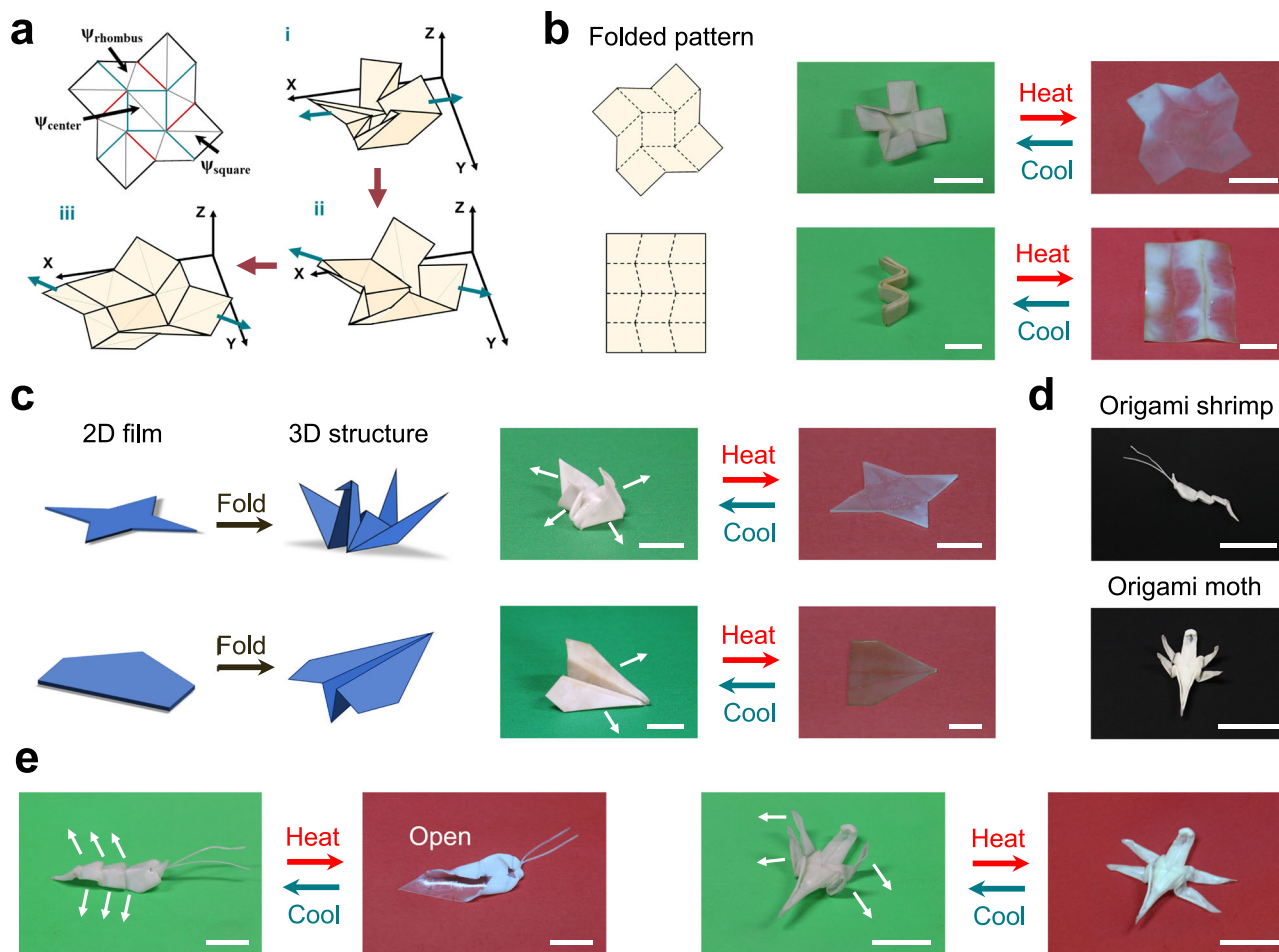 a
Ψrhombus
Ψcenter
Ψsquare
i
Z
X
Y
ii
Z
X
Y
iii
Z
X
Y
b
Folded pattern
Heat
Cool
Heat
Cool
c
2D film
3D structure
Fold
Heat
Cool
Fold
Heat
Cool
d
Origami shrimp
Origami moth
e
Heat
Cool
Open
Heat
Cool